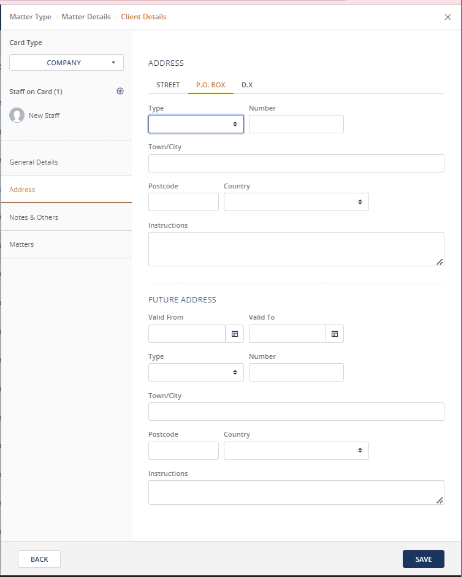 Matter Type Matter Details Client Details
Card Type
COMPANY
Staff on Card (1)
New Staff
General Details
Address
Notes & Others
Matters
ADDRESS
STREET P.O. BOX D.X
Type Number
Town/City
Postcode Country
Instructions
FUTURE ADDRESS
Valid From Valid To
Type Number
Town/City
Postcode Country
Instructions
BACK SAVE